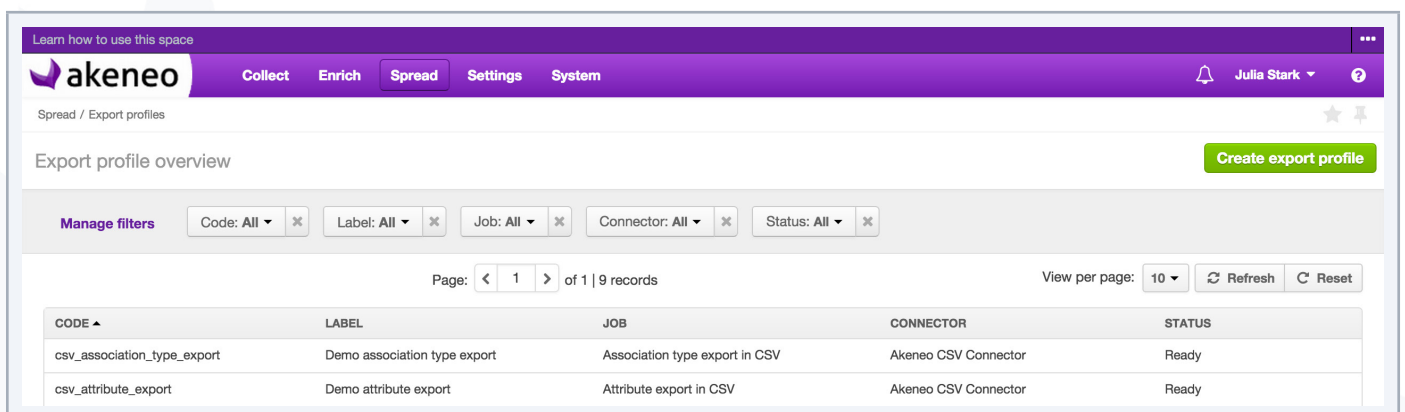 Learn how to use this space
akeneo Collect Enrich Spread Settings System Julia Stark
Spread / Export profiles
Export profile overview Create export profile
Manage filters Code: All Label: All Job: All Connector: All Status: All
Page: 1 of 1 | 9 records View per page: 10 Refresh Reset
CODE LABEL JOB CONNECTOR STATUS
csv_association_type_export Demo association type export Association type export in CSV Akeneo CSV Connector Ready
csv_attribute_export Demo attribute export Attribute export in CSV Akeneo CSV Connector Ready